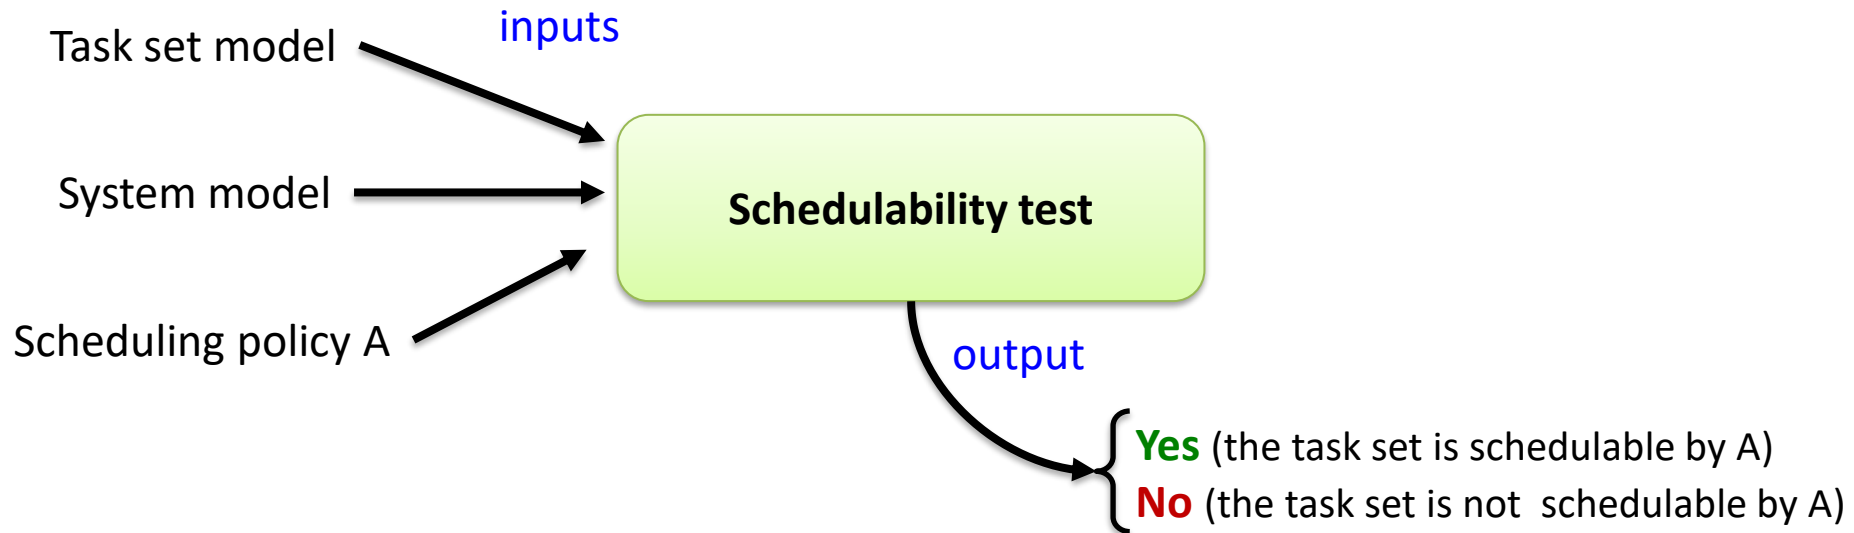 inputs
Task set model
System model
Schedulability test
Scheduling policy A
output
Yes (the task set is schedulable by A)
No (the task set is not  schedulable by A)